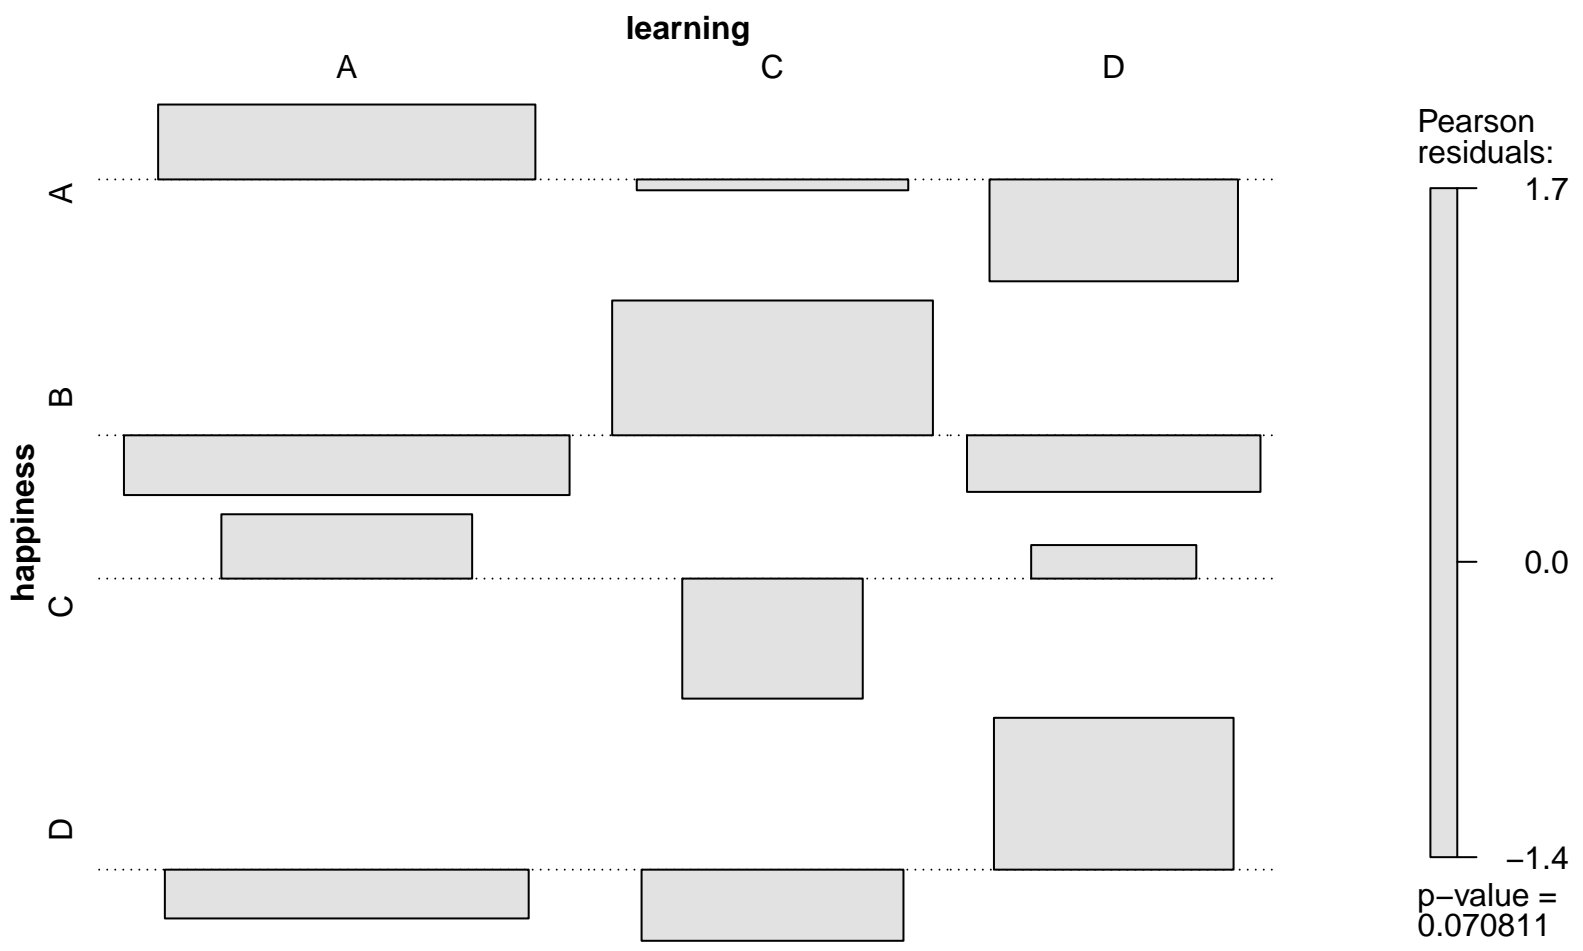 learning
A C D
A
B
C
D
happiness
Pearson
residuals:
1.7
0.0
−1.4
p−value =
0.070811